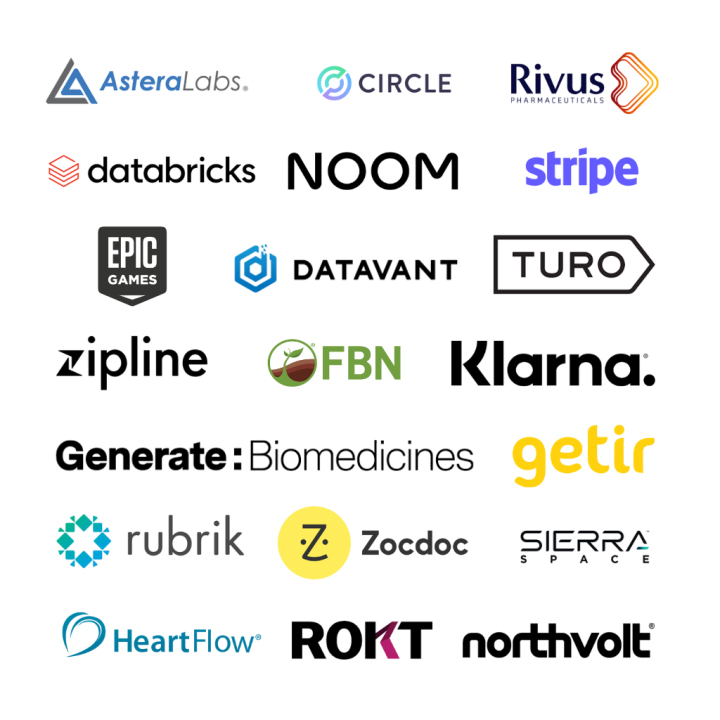 AsteraLabs®
CIRCLE
Rivus
PHARMACEUTICALS
databricks
NOOM
stripe
EPIC
GAMES
DATAVANT
TURO
zipline
FBN®
Klarna.®
Generate:Biomedicines
getir
rubrik
Z
Zocdoc
SIERRA™
SPACE
HeartFlow®
ROKT
northvolt®